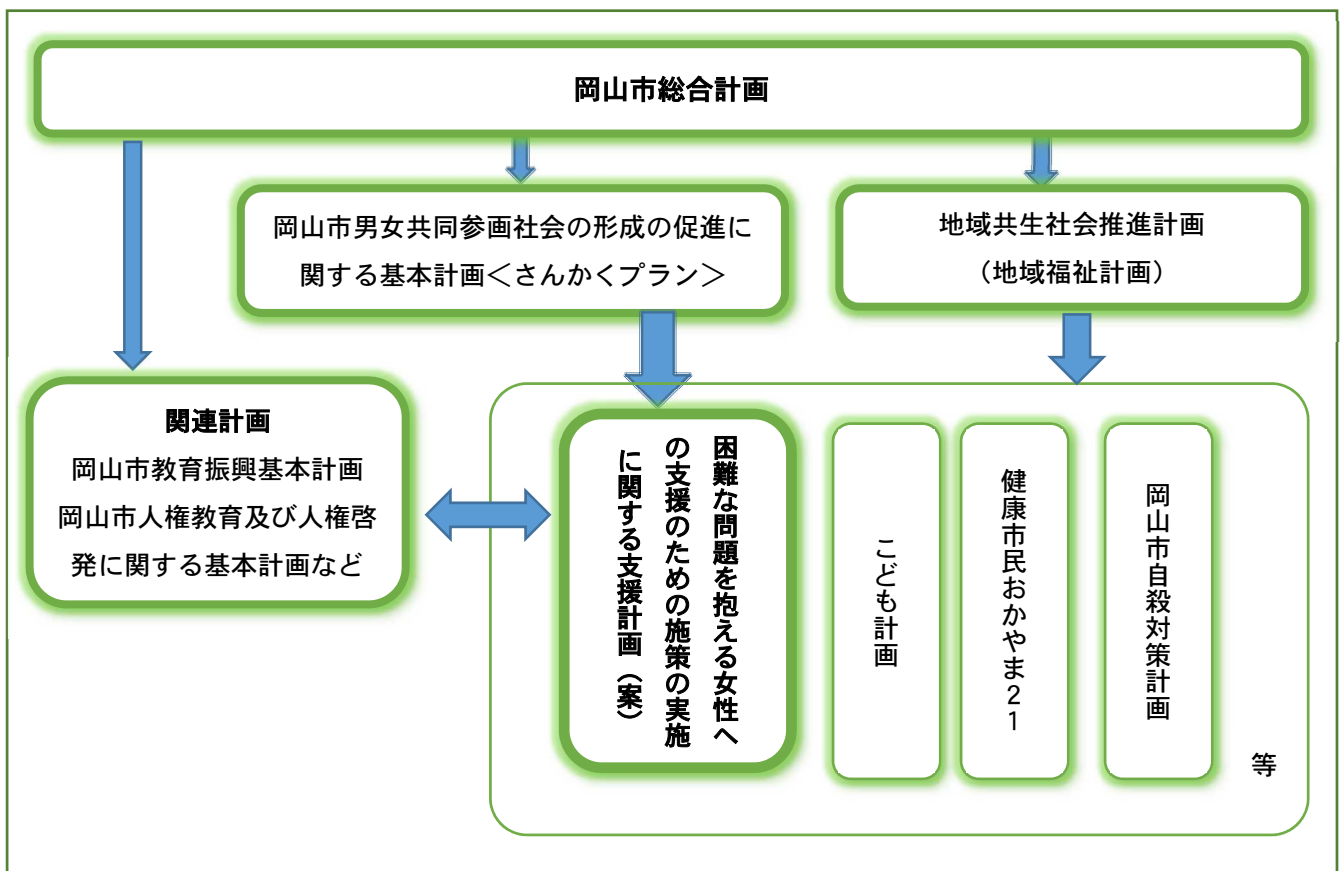 岡山市総合計画
岡山市男女共同参画社会の形成の促進に
関する基本計画＜さんかくプラン＞
地域共生社会推進計画
（地域福祉計画）
関連計画
岡山市教育振興基本計画
岡山市人権教育及び人権啓
発に関する基本計画など
困難な問題を抱える女性へ
の支援のための施策の実施
に関する支援計画（案）
こども計画
健康市民おかやま21
岡山市自殺対策計画
等